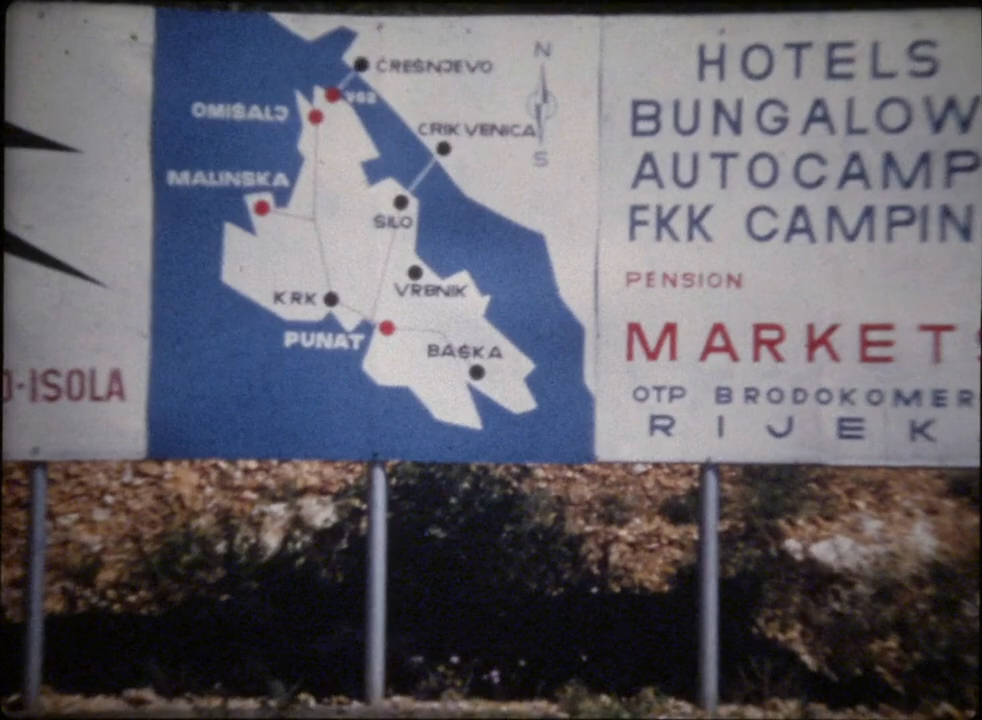 ČREŠNJEVO
OMIŠALJ
CRIKVENICA
MALINSKA
ŠILO
VRBNIK
KRK
PUNAT
BAŠKA
N
S
-ISOLA
HOTELS
BUNGALOW
AUTOCAMP
FKK CAMPIN
PENSION
MARKETS
OTP BRODOKOMER
RIJEK